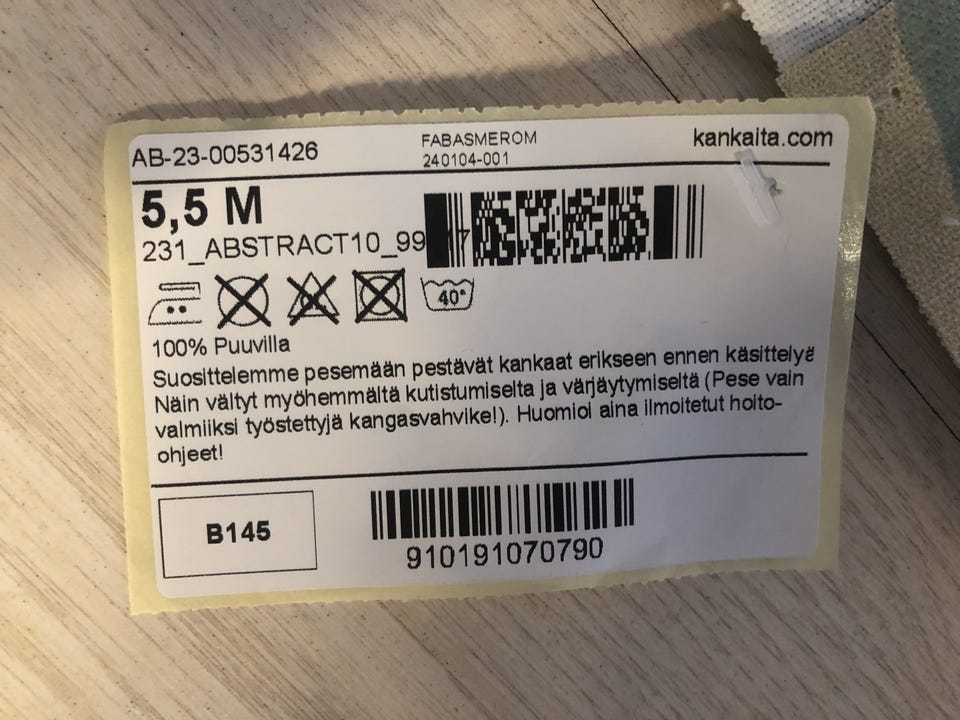 AB-23-00531426
FABASMEROM
240104-001
kankaita.com
5,5 M
231_ABSTRACT10_99
40°
100% Puuvilla
Suosittelemme pesemään pestävät kankaat erikseen ennen käsittelyä
Näin vältyt myöhemmältä kutistumiselta ja värjäytymiseltä (Pese vain
valmiiksi työstettyjä kangasvahvike!). Huomioi aina ilmoitetut hoito-
ohjeet!
B145
910191070790